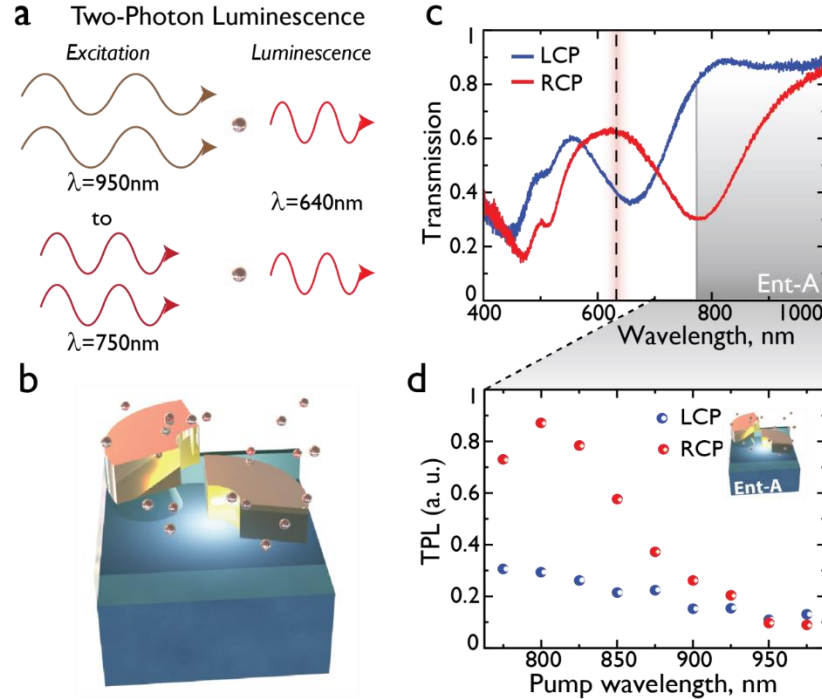 a Two-Photon Luminescence
Excitation Luminescence
λ=950nm
to
λ=750nm
λ=640nm
b
c
LCP
RCP
1
0.8
0.6
0.4
0.2
0
Transmission
400 600 800 1000
Wavelength, nm
Ent-A
d
LCP
RCP
Ent-A
1
0.8
0.6
0.4
0.2
0
TPL (a. u.)
800 850 900 950
Pump wavelength, nm